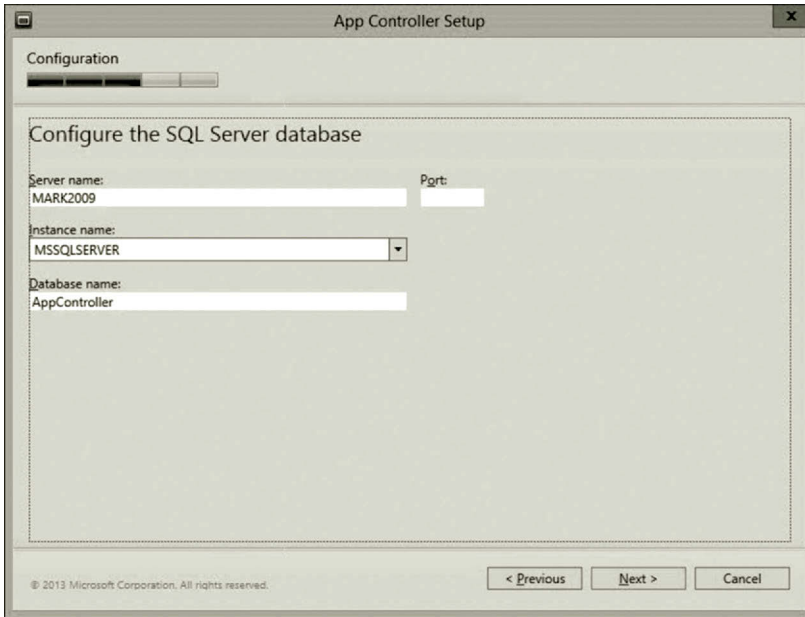 App Controller Setup
x
Configuration
Configure the SQL Server database
Server name: Port:
MARK2009
Instance name:
MSSQLSERVER
Database name:
AppController
© 2013 Microsoft Corporation. All rights reserved.
< Previous Next > Cancel